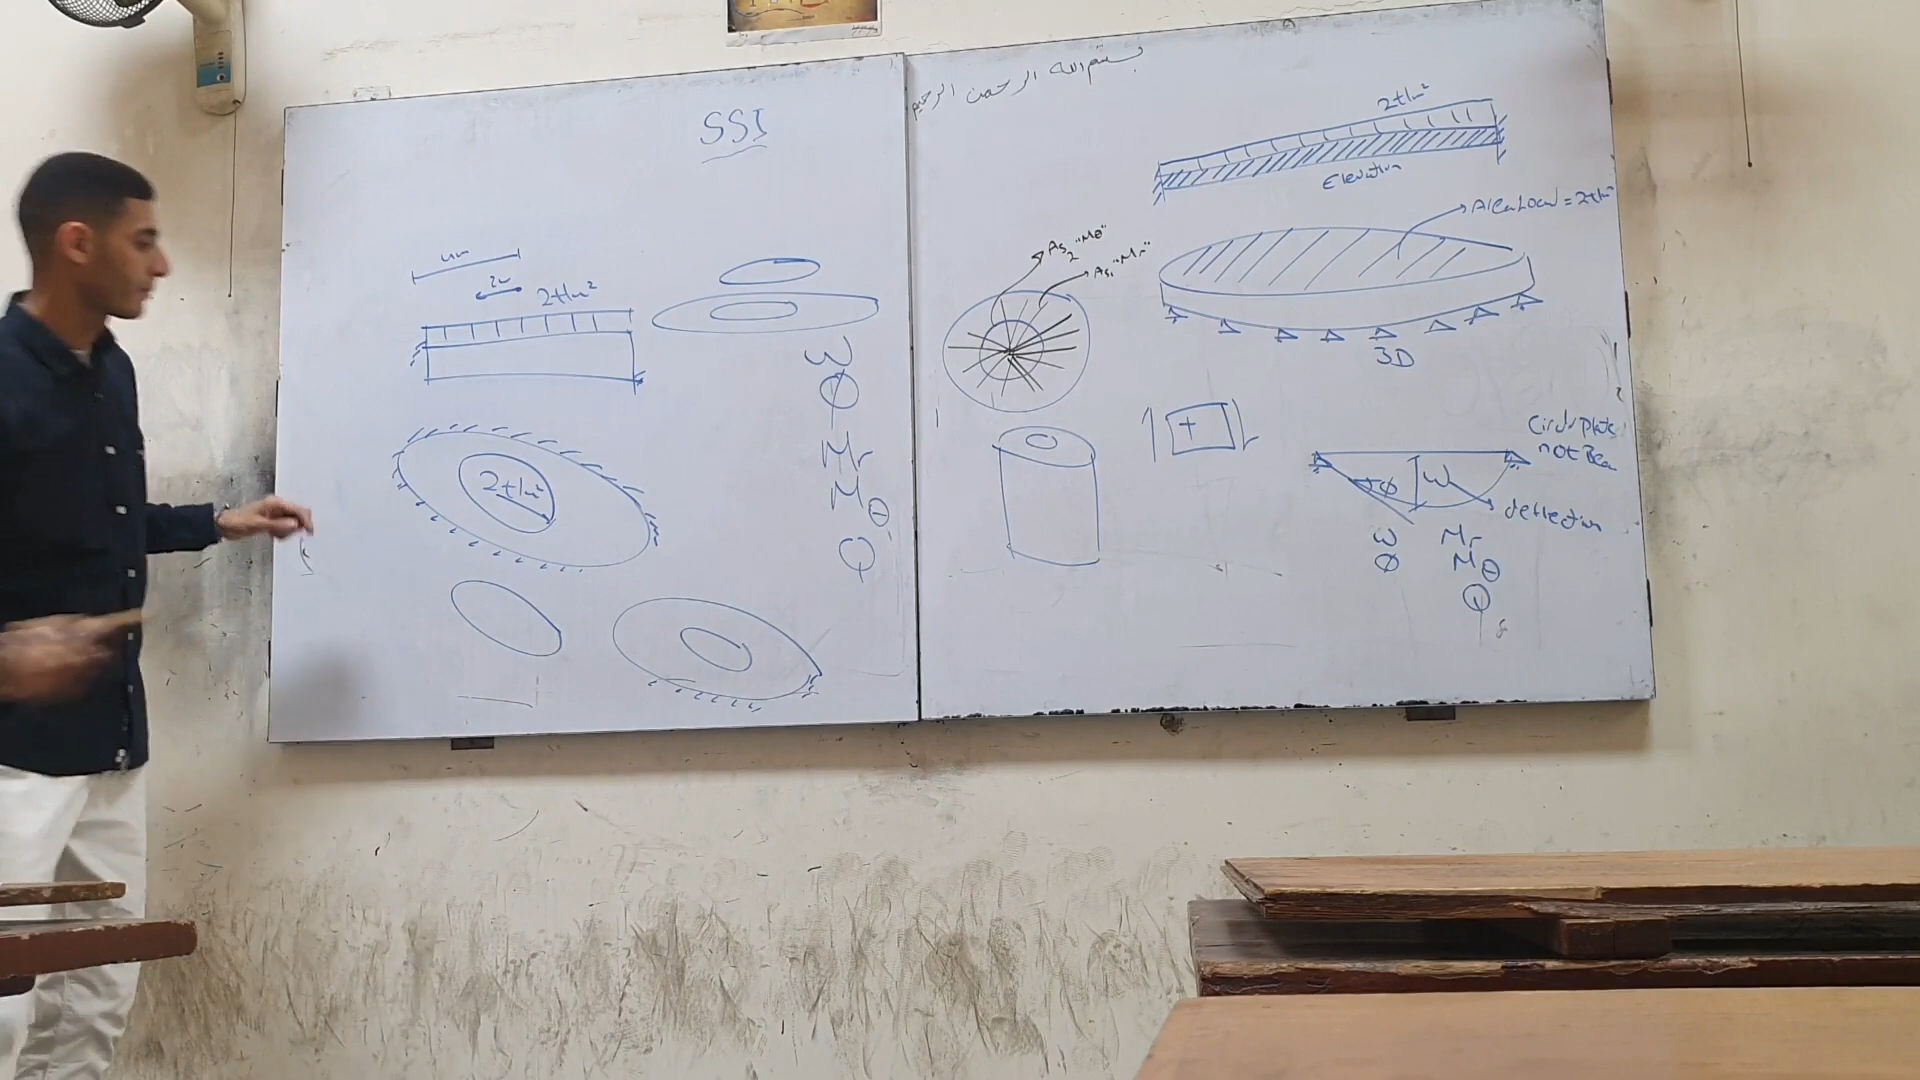 بسم الله الرحمن الرحيم
SSI
4m
2m
2t/m²
2t/m²
ω
Φ
Mr
Mθ
Q
2t/m²
Elevation
Area Load = 2t/m²
3D
As2 "Mθ"
As1 "Mr"
+
Circular Plate
not Beam
Φ
ω
deflection
ω
Φ
Mr
Mθ
Q